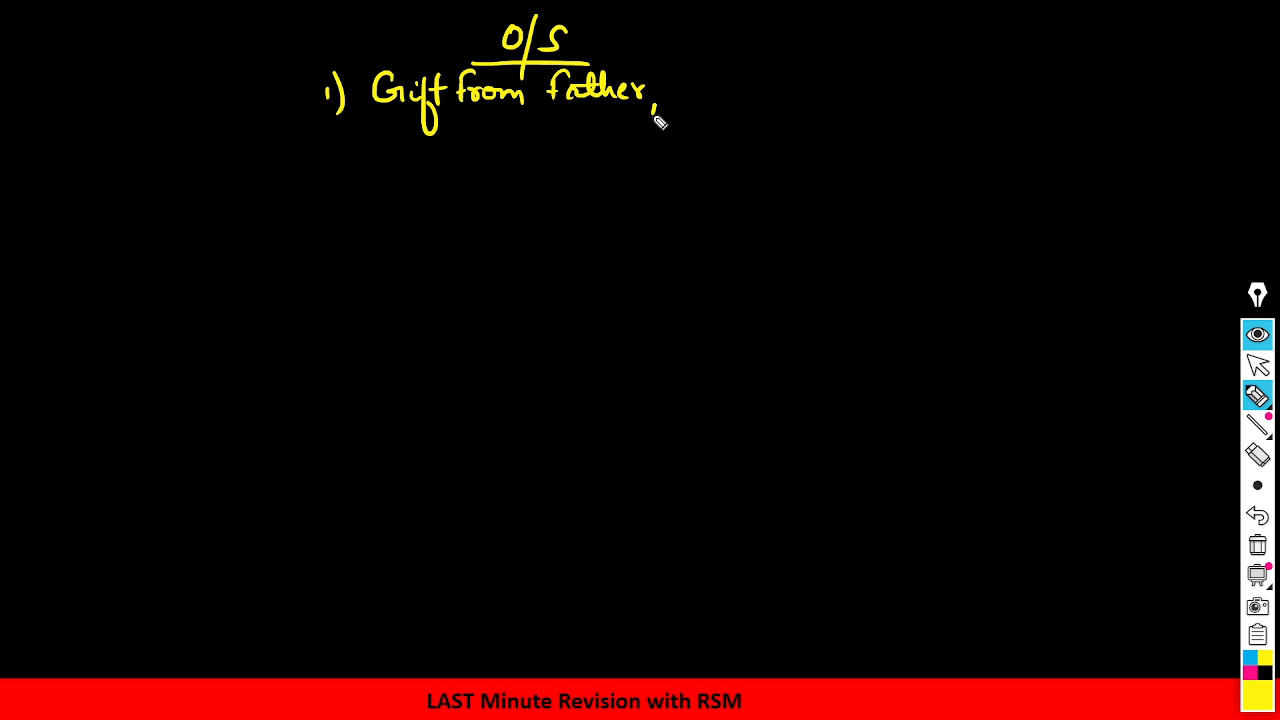 O/S
1) Gift from father,
LAST Minute Revision with RSM